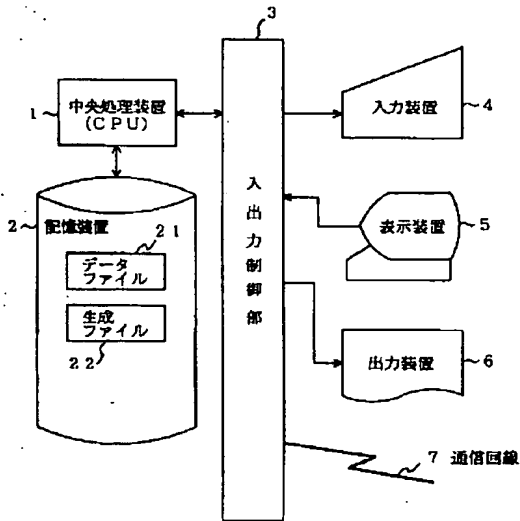 3
1
中央処理装置
(CPU)
入力装置
4
2
記憶装置
21
データ
ファイル
生成
ファイル
22
入出力制御部
表示装置
5
出力装置
6
7 通信回線